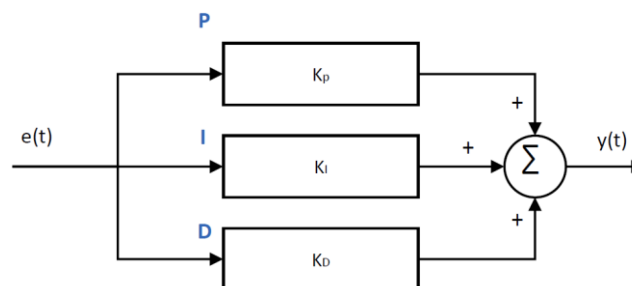 P
Kp
+
e(t)
I
KI
+
Σ
y(t)
D
+
KD